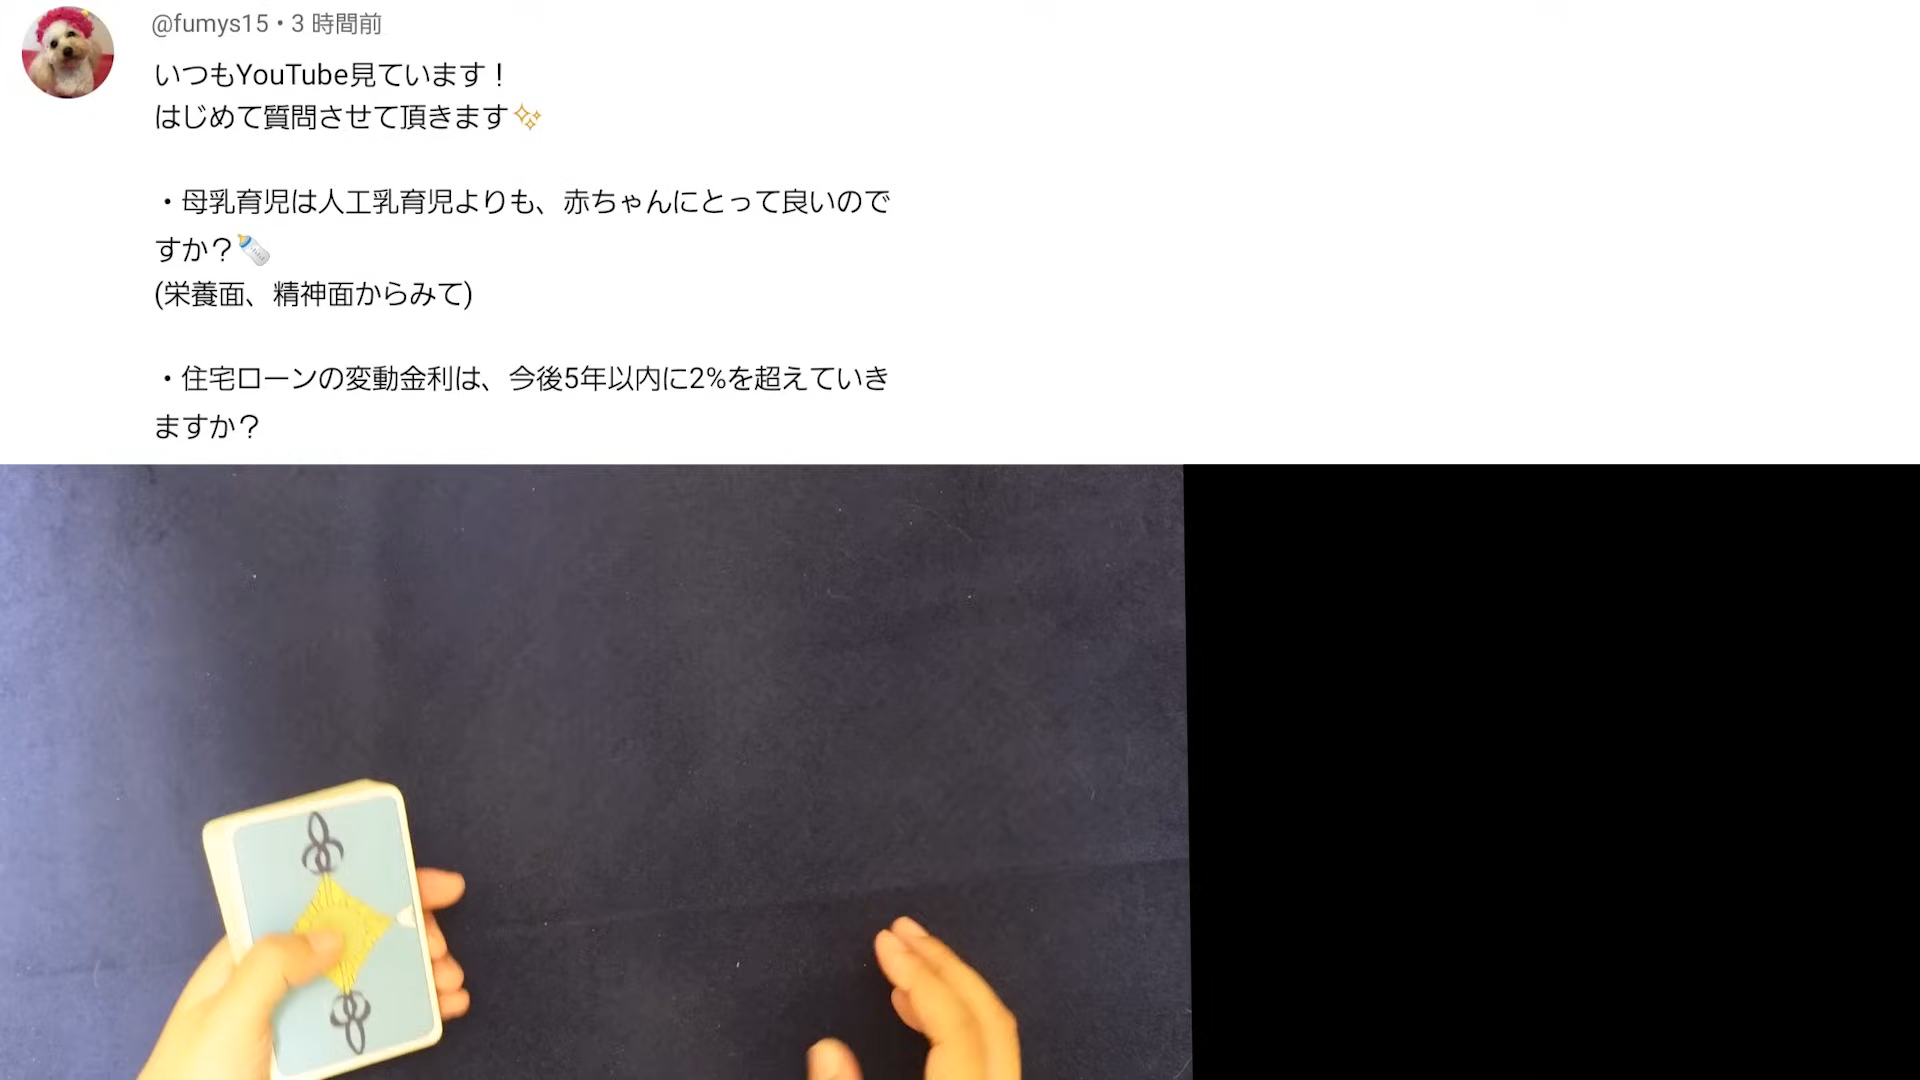 @fumys15・3 時間前
いつもYouTube見ています！
はじめて質問させて頂きます✨
・母乳育児は人工乳育児よりも、赤ちゃんにとって良いので
すか？🍼
(栄養面、精神面からみて)
・住宅ローンの変動金利は、今後5年以内に2%を超えていき
ますか？